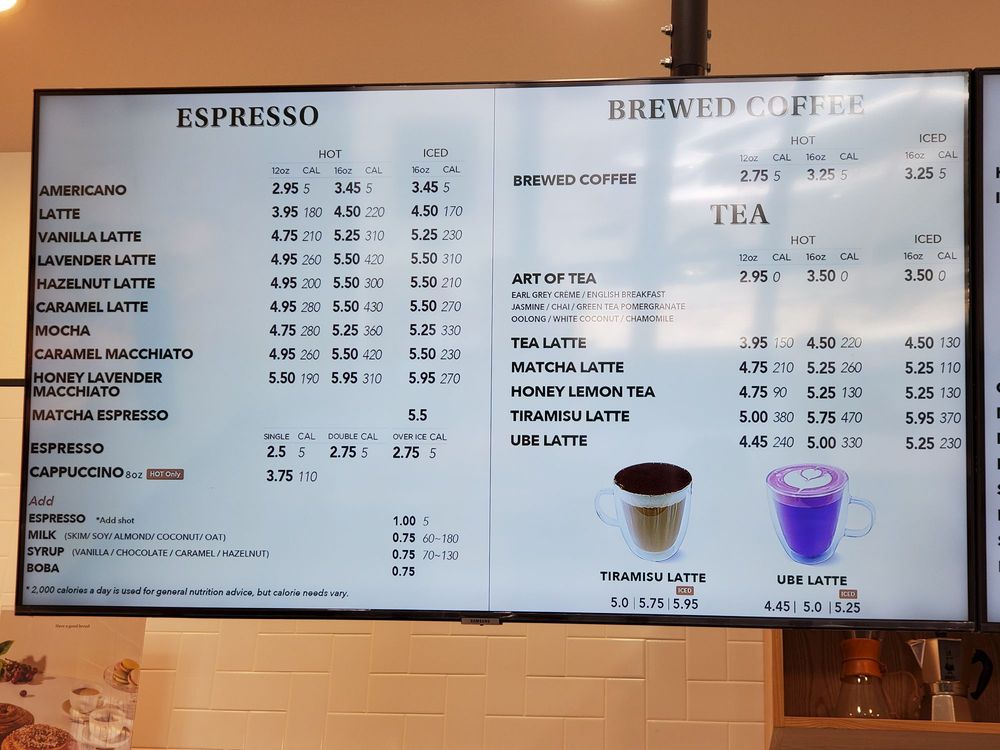 ESPRESSO
HOT ICED
12oz CAL 16oz CAL 16oz CAL
AMERICANO 2.95 5 3.45 5 3.45 5
LATTE 3.95 180 4.50 220 4.50 170
VANILLA LATTE 4.75 210 5.25 310 5.25 230
LAVENDER LATTE 4.95 260 5.50 420 5.50 310
HAZELNUT LATTE 4.95 200 5.50 300 5.50 210
CARAMEL LATTE 4.95 280 5.50 430 5.50 270
MOCHA 4.75 280 5.25 360 5.25 330
CARAMEL MACCHIATO 4.95 260 5.50 420 5.50 230
HONEY LAVENDER 5.50 190 5.95 310 5.95 270
MACCHIATO
MATCHA ESPRESSO 5.5
SINGLE CAL DOUBLE CAL OVER ICE CAL
ESPRESSO 2.5 5 2.75 5 2.75 5
CAPPUCCINO 8oz HOT Only 3.75 110
Add
ESPRESSO *Add shot 1.00 5
MILK (SKIM/ SOY/ ALMOND/ COCONUT/ OAT) 0.75 60~180
SYRUP (VANILLA / CHOCOLATE / CARAMEL / HAZELNUT) 0.75 70~130
BOBA 0.75
* 2,000 calories a day is used for general nutrition advice, but calorie needs vary.
BREWED COFFEE
HOT ICED
12oz CAL 16oz CAL 16oz CAL
BREWED COFFEE 2.75 5 3.25 5 3.25 5
TEA
HOT ICED
12oz CAL 16oz CAL 16oz CAL
ART OF TEA 2.95 0 3.50 0 3.50 0
EARL GREY CREME / ENGLISH BREAKFAST
JASMINE / CHAI / GREEN TEA POMERGRANATE
OOLONG / WHITE COCONUT / CHAMOMILE
TEA LATTE 3.95 150 4.50 220 4.50 130
MATCHA LATTE 4.75 210 5.25 260 5.25 110
HONEY LEMON TEA 4.75 90 5.25 130 5.25 130
TIRAMISU LATTE 5.00 380 5.75 470 5.95 370
UBE LATTE 4.45 240 5.00 330 5.25 230
TIRAMISU LATTE
ICED
5.0 | 5.75 | 5.95
UBE LATTE
ICED
4.45 | 5.0 | 5.25
SAMSUNG
Have a good bread